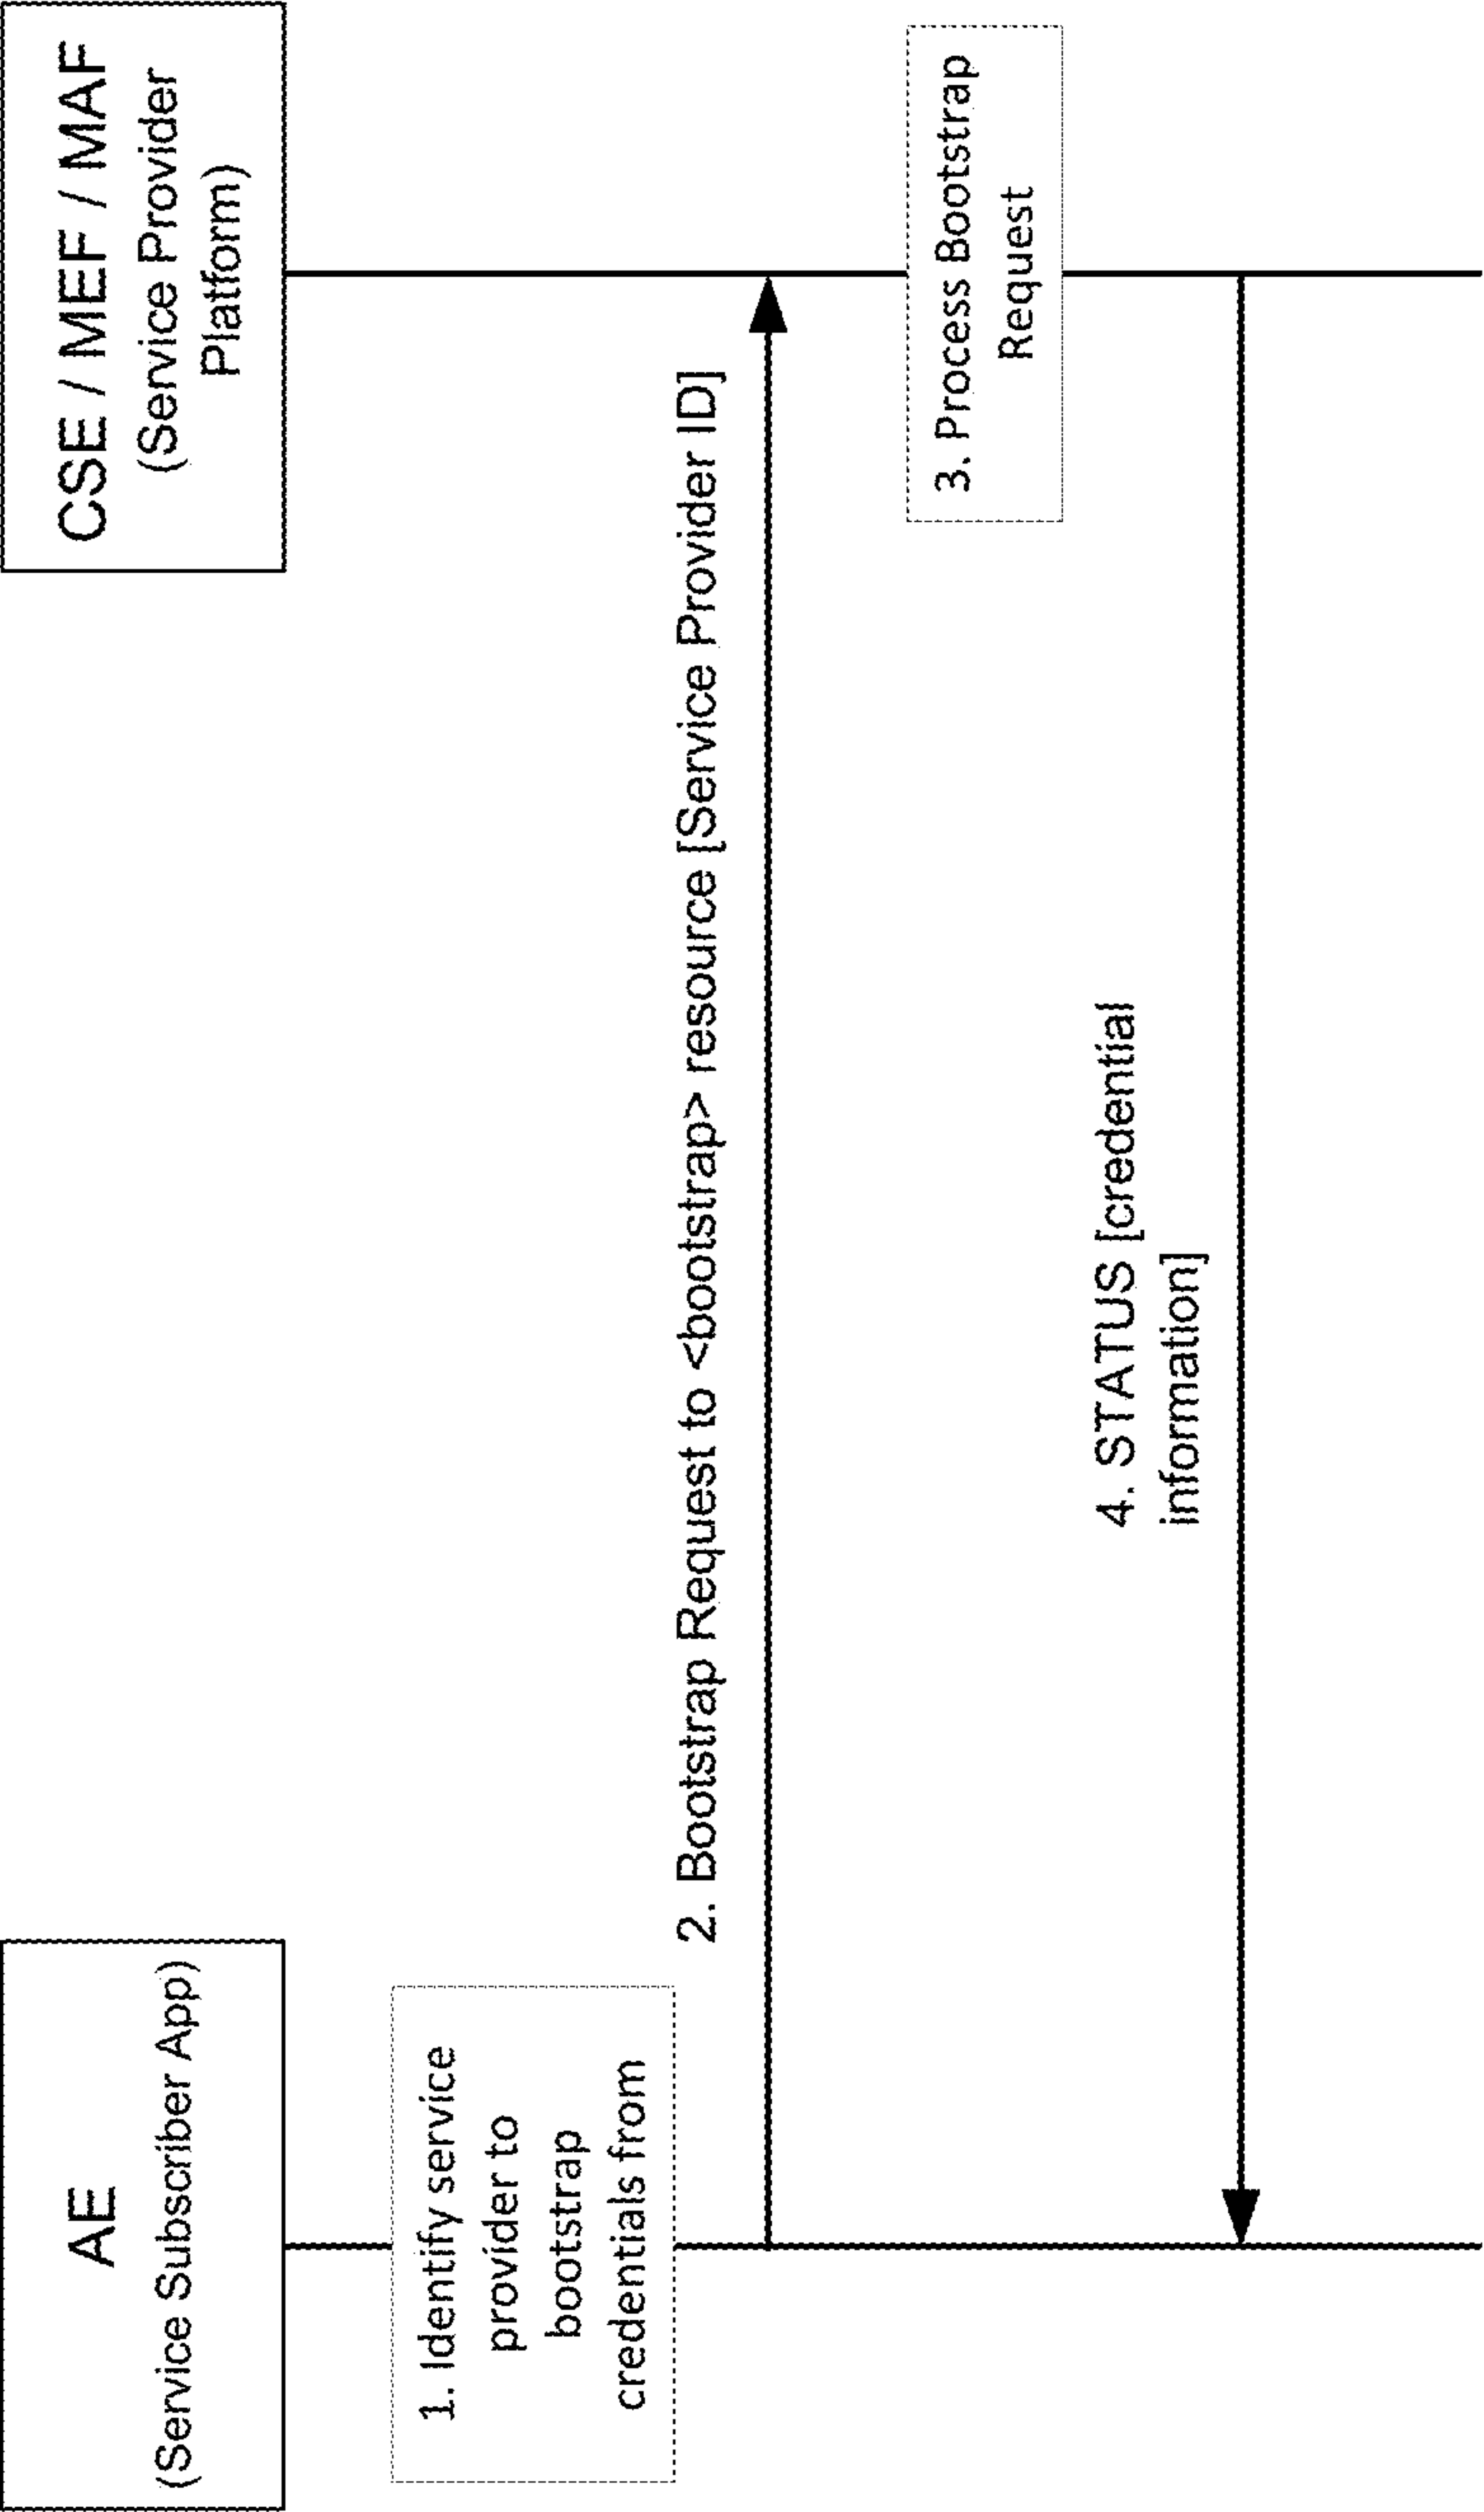 AE
(Service Subscriber App)
CSE / MEF / MAF
(Service Provider
Platform)
1. Identify service
provider to
bootstrap
credentials from
2. Bootstrap Request to <bootstrap> resource [Service Provider ID]
3. Process Bootstrap
Request
4. STATUS [credential
information]